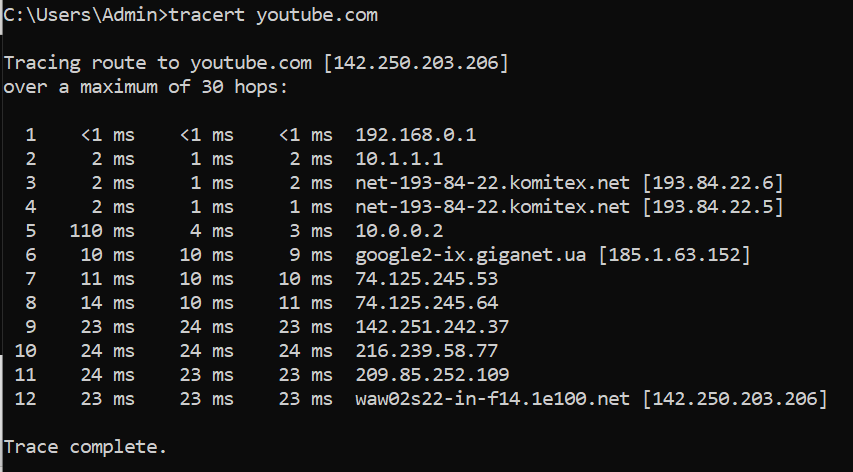 C:\Users\Admin>tracert youtube.com
Tracing route to youtube.com [142.250.203.206]
over a maximum of 30 hops:
1 <1 ms <1 ms <1 ms 192.168.0.1
2 2 ms 1 ms 2 ms 10.1.1.1
3 2 ms 1 ms 2 ms net-193-84-22.komitex.net [193.84.22.6]
4 2 ms 1 ms 1 ms net-193-84-22.komitex.net [193.84.22.5]
5 110 ms 4 ms 3 ms 10.0.0.2
6 10 ms 10 ms 9 ms google2-ix.giganet.ua [185.1.63.152]
7 11 ms 10 ms 10 ms 74.125.245.53
8 14 ms 10 ms 11 ms 74.125.245.64
9 23 ms 24 ms 23 ms 142.251.242.37
10 24 ms 24 ms 24 ms 216.239.58.77
11 24 ms 23 ms 23 ms 209.85.252.109
12 23 ms 23 ms 23 ms waw02s22-in-f14.1e100.net [142.250.203.206]
Trace complete.